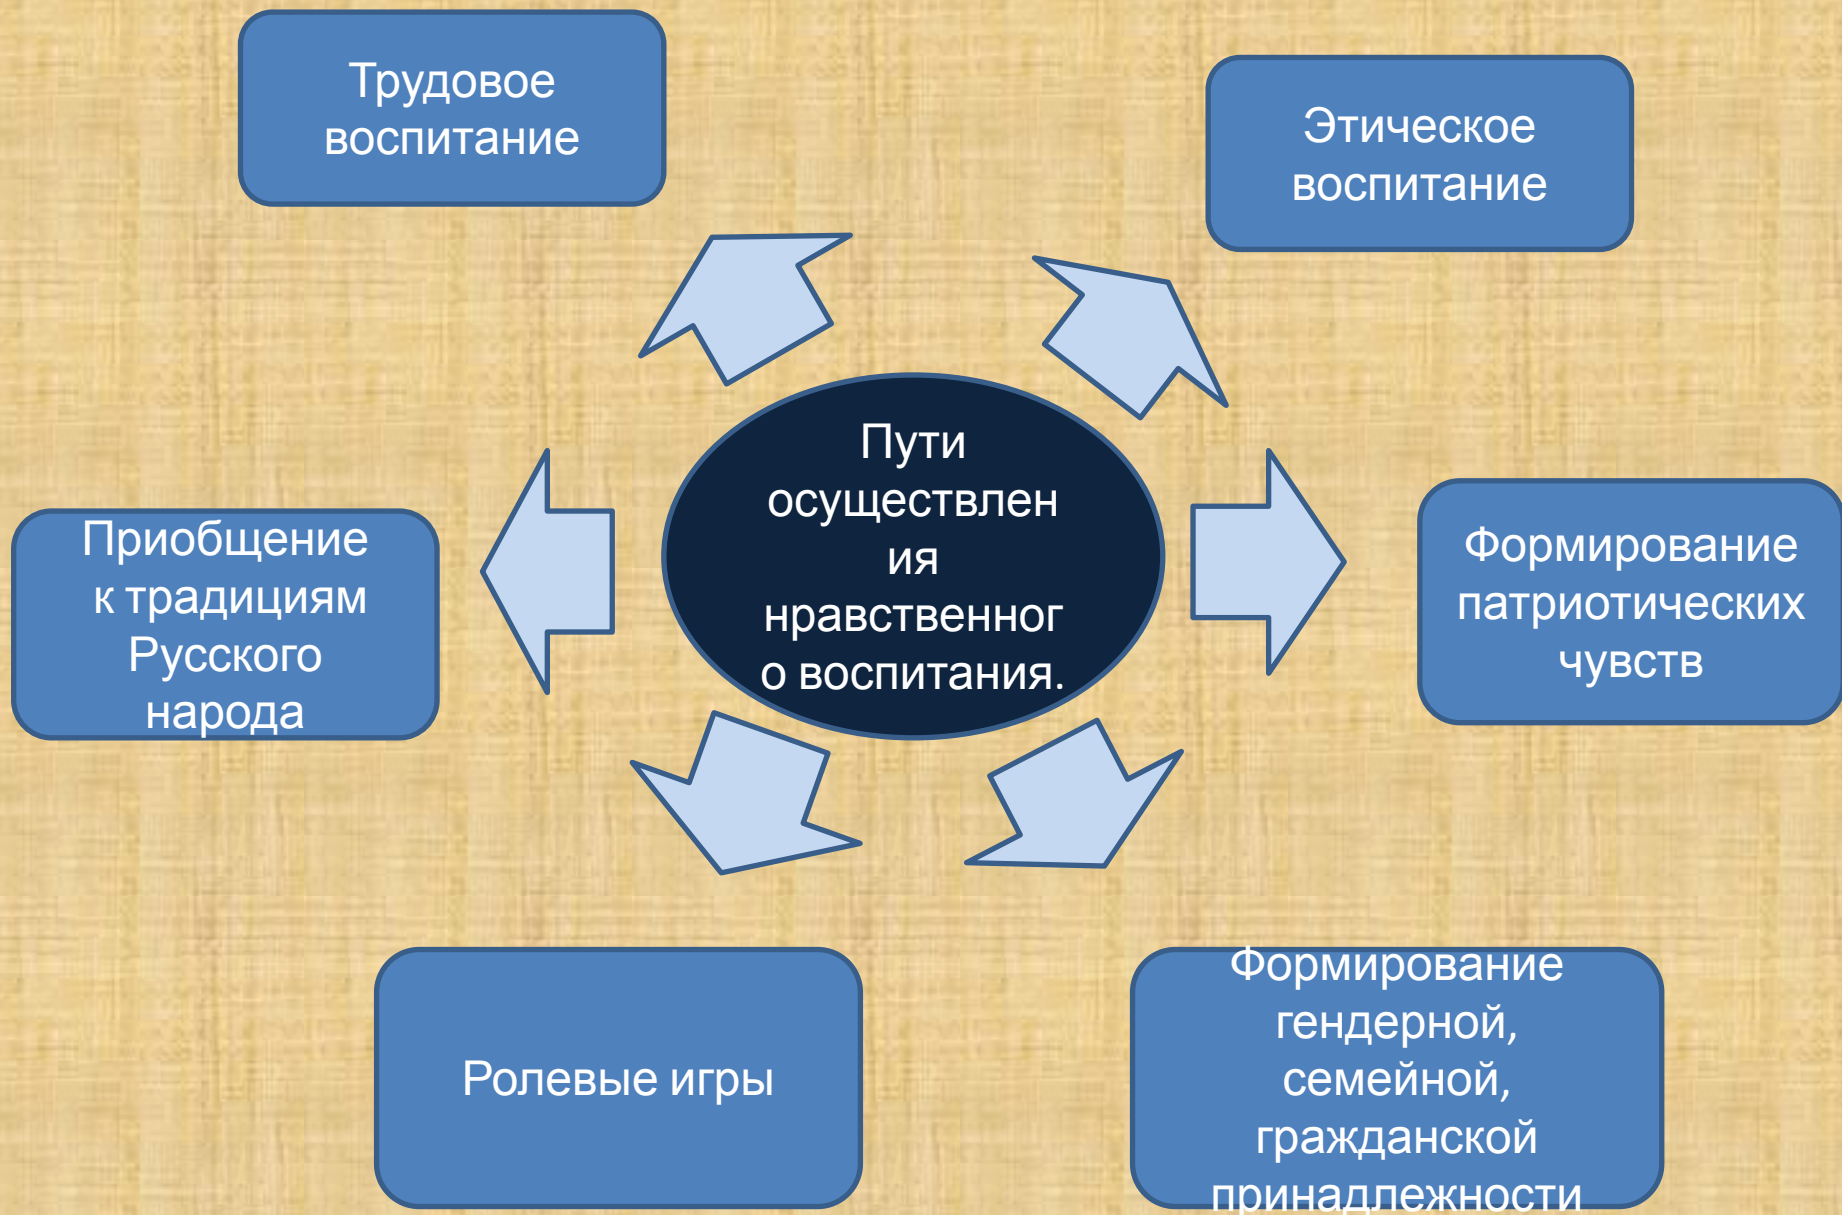 Трудовое
воспитание
Этическое
воспитание
Пути
осуществлен
ия
нравственног
о воспитания.
Приобщение
к традициям
Русского
народа
Формирование
патриотических
чувств
Ролевые игры
Формирование
гендерной,
семейной,
гражданской
принадлежности